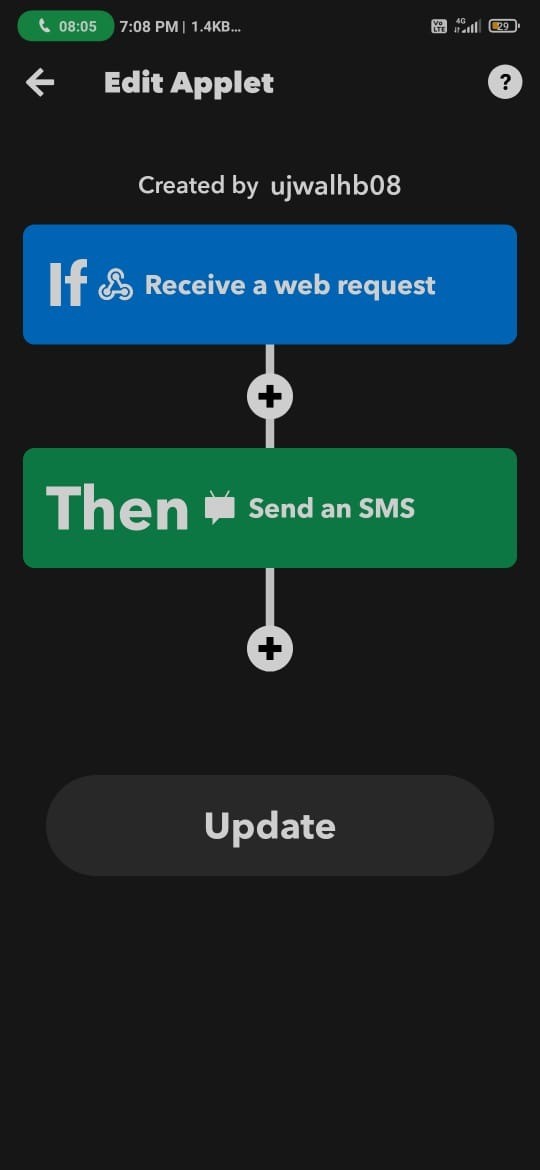 08:05 7:08 PM | 1.4KB... Vo LTE 4G 29
Edit Applet ?
Created by ujwalhb08
If Receive a web request
Then Send an SMS
Update